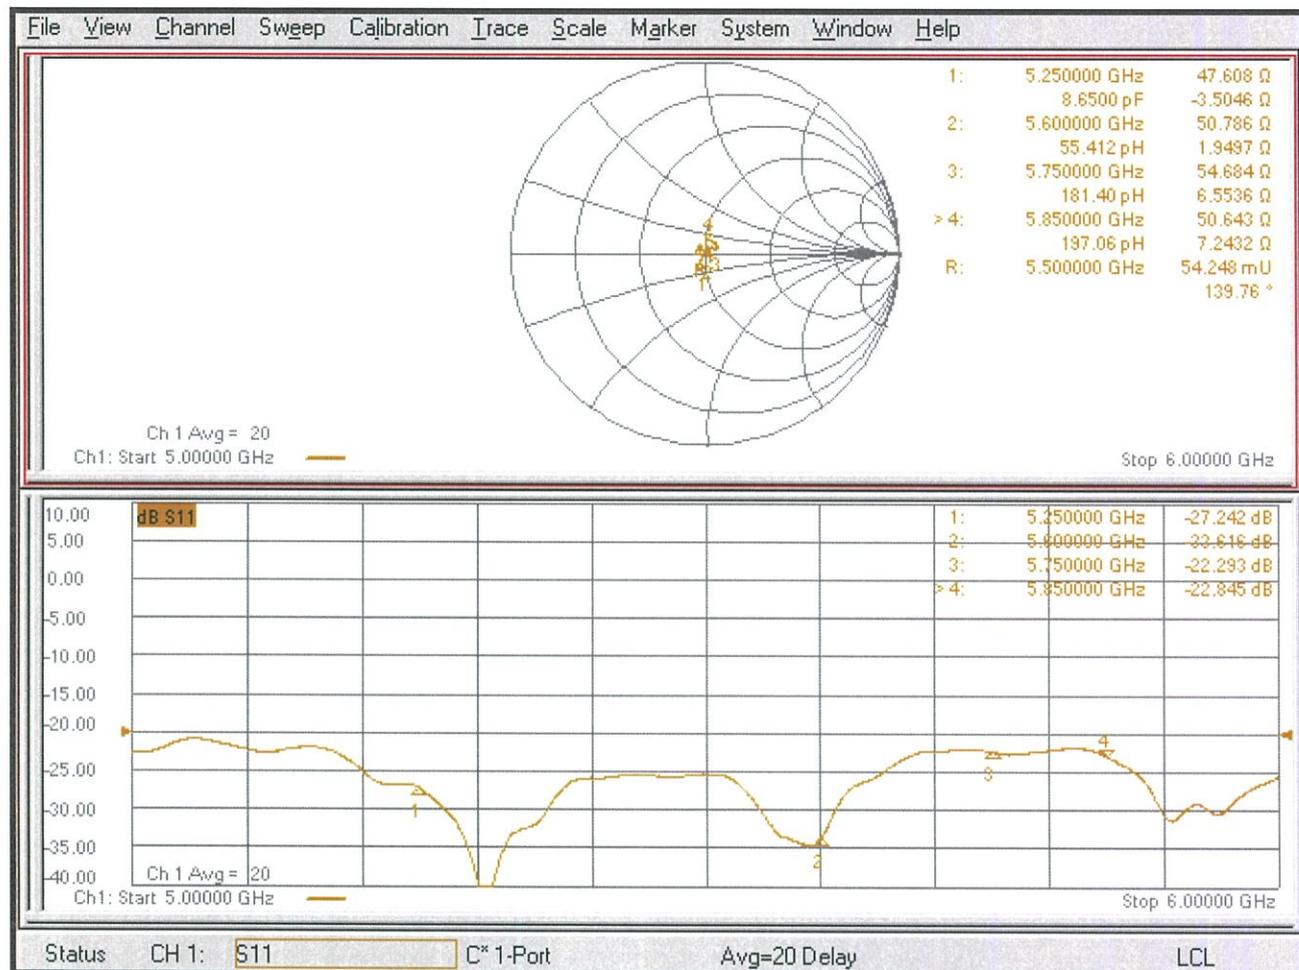 File View Channel Sweep Calibration Trace Scale Marker System Window Help
1: 5.250000 GHz 47.608 Ω
8.6500 pF -3.5046 Ω
2: 5.600000 GHz 50.786 Ω
55.412 pH 1.9497 Ω
3: 5.750000 GHz 54.684 Ω
181.40 pH 6.5536 Ω
> 4: 5.850000 GHz 50.643 Ω
197.06 pH 7.2432 Ω
R: 5.500000 GHz 54.248 mU
139.76 °
4
3
1
Ch 1 Avg = 20
Ch1: Start 5.00000 GHz
Stop 6.00000 GHz
10.00
5.00
0.00
-5.00
-10.00
-15.00
-20.00
-25.00
-30.00
-35.00
-40.00
dB S11
1: 5.250000 GHz -27.242 dB
2: 5.600000 GHz -33.616 dB
3: 5.750000 GHz -22.293 dB
> 4: 5.850000 GHz -22.845 dB
1
2
3
4
Ch 1 Avg = 20
Ch1: Start 5.00000 GHz
Stop 6.00000 GHz
Status CH 1: S11 C* 1-Port Avg=20 Delay LCL